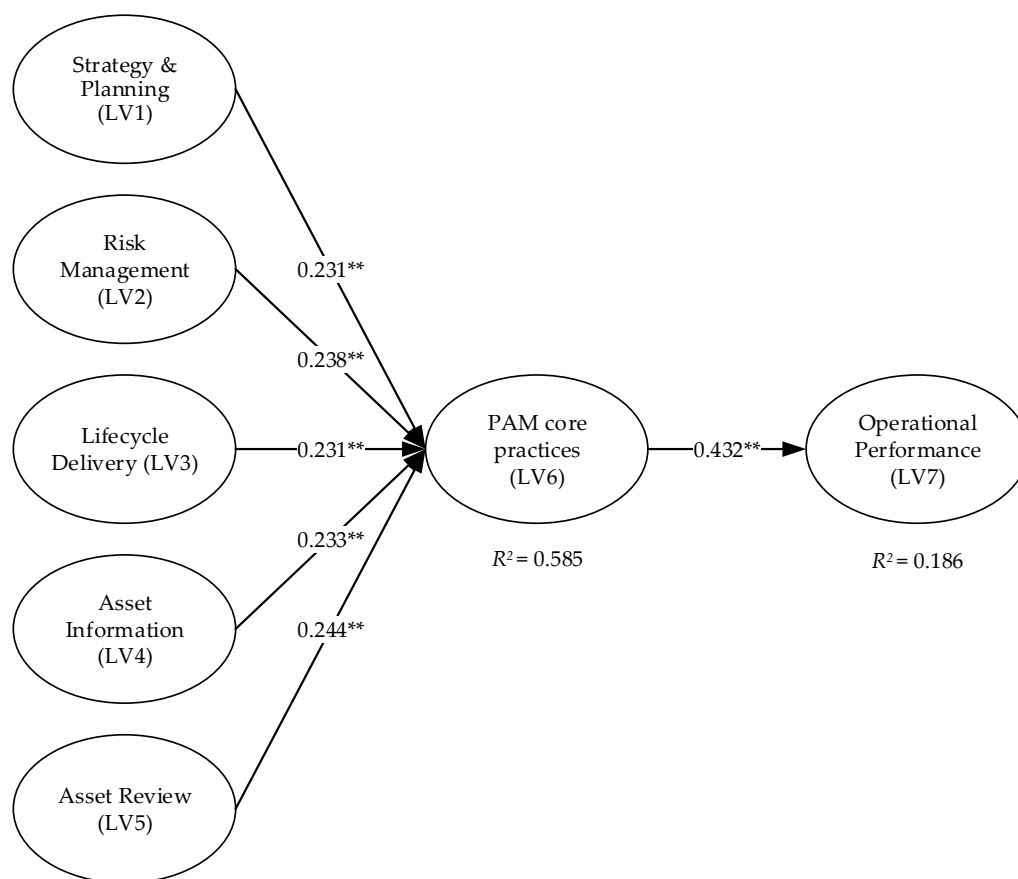 Strategy &
Planning
(LV1)
Risk
Management
(LV2)
Lifecycle
Delivery (LV3)
Asset
Information
(LV4)
Asset Review
(LV5)
0.231**
0.238**
0.231**
0.233**
0.244**
PAM core
practices
(LV6)
R² = 0.585
0.432**
Operational
Performance
(LV7)
R² = 0.186